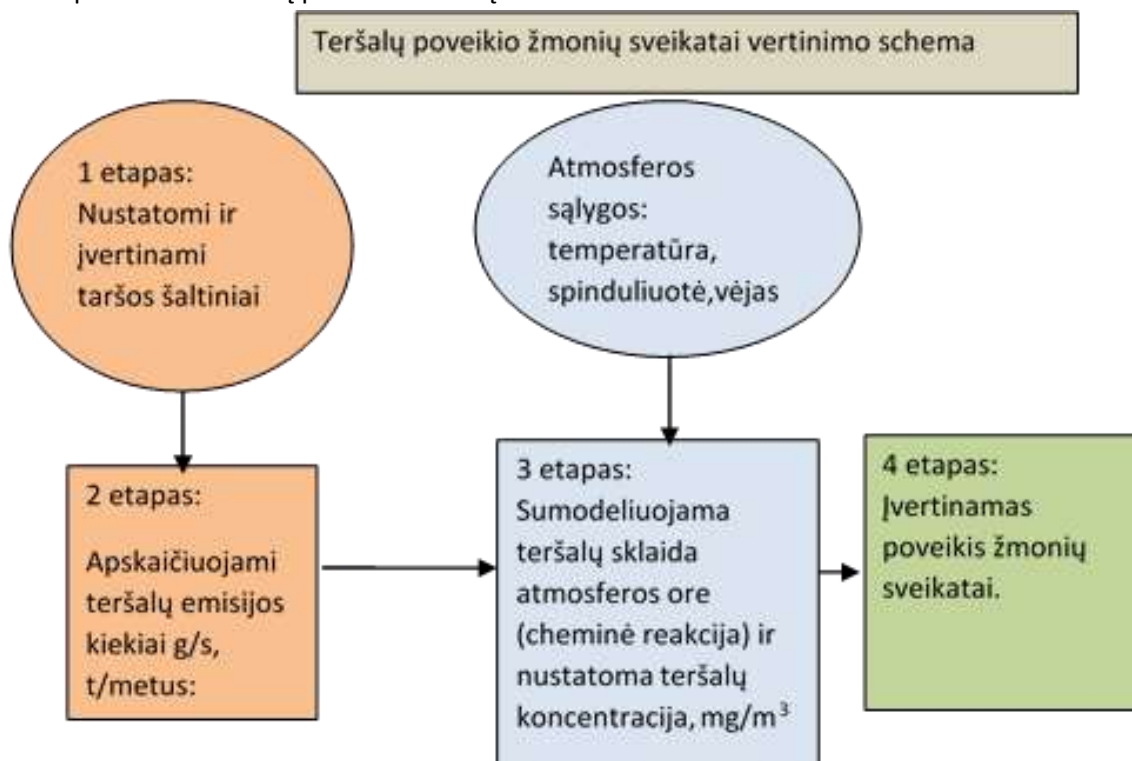 Teršalų poveikio žmonių sveikatai vertinimo schema
1 etapas:
Nustatomi ir
įvertinami
taršos šaltiniai
Atmosferos
sąlygos:
temperatūra,
spinduliuotė,vėjas
2 etapas:
Apskaičiuojami
teršalų emisijos
kiekiai g/s,
t/metus:
3 etapas:
Sumodeliuojama
teršalų sklaida
atmosferos ore
(cheminė reakcija) ir
nustatoma teršalų
koncentracija, mg/m³
4 etapas:
Įvertinamas
poveikis žmonių
sveikatai.